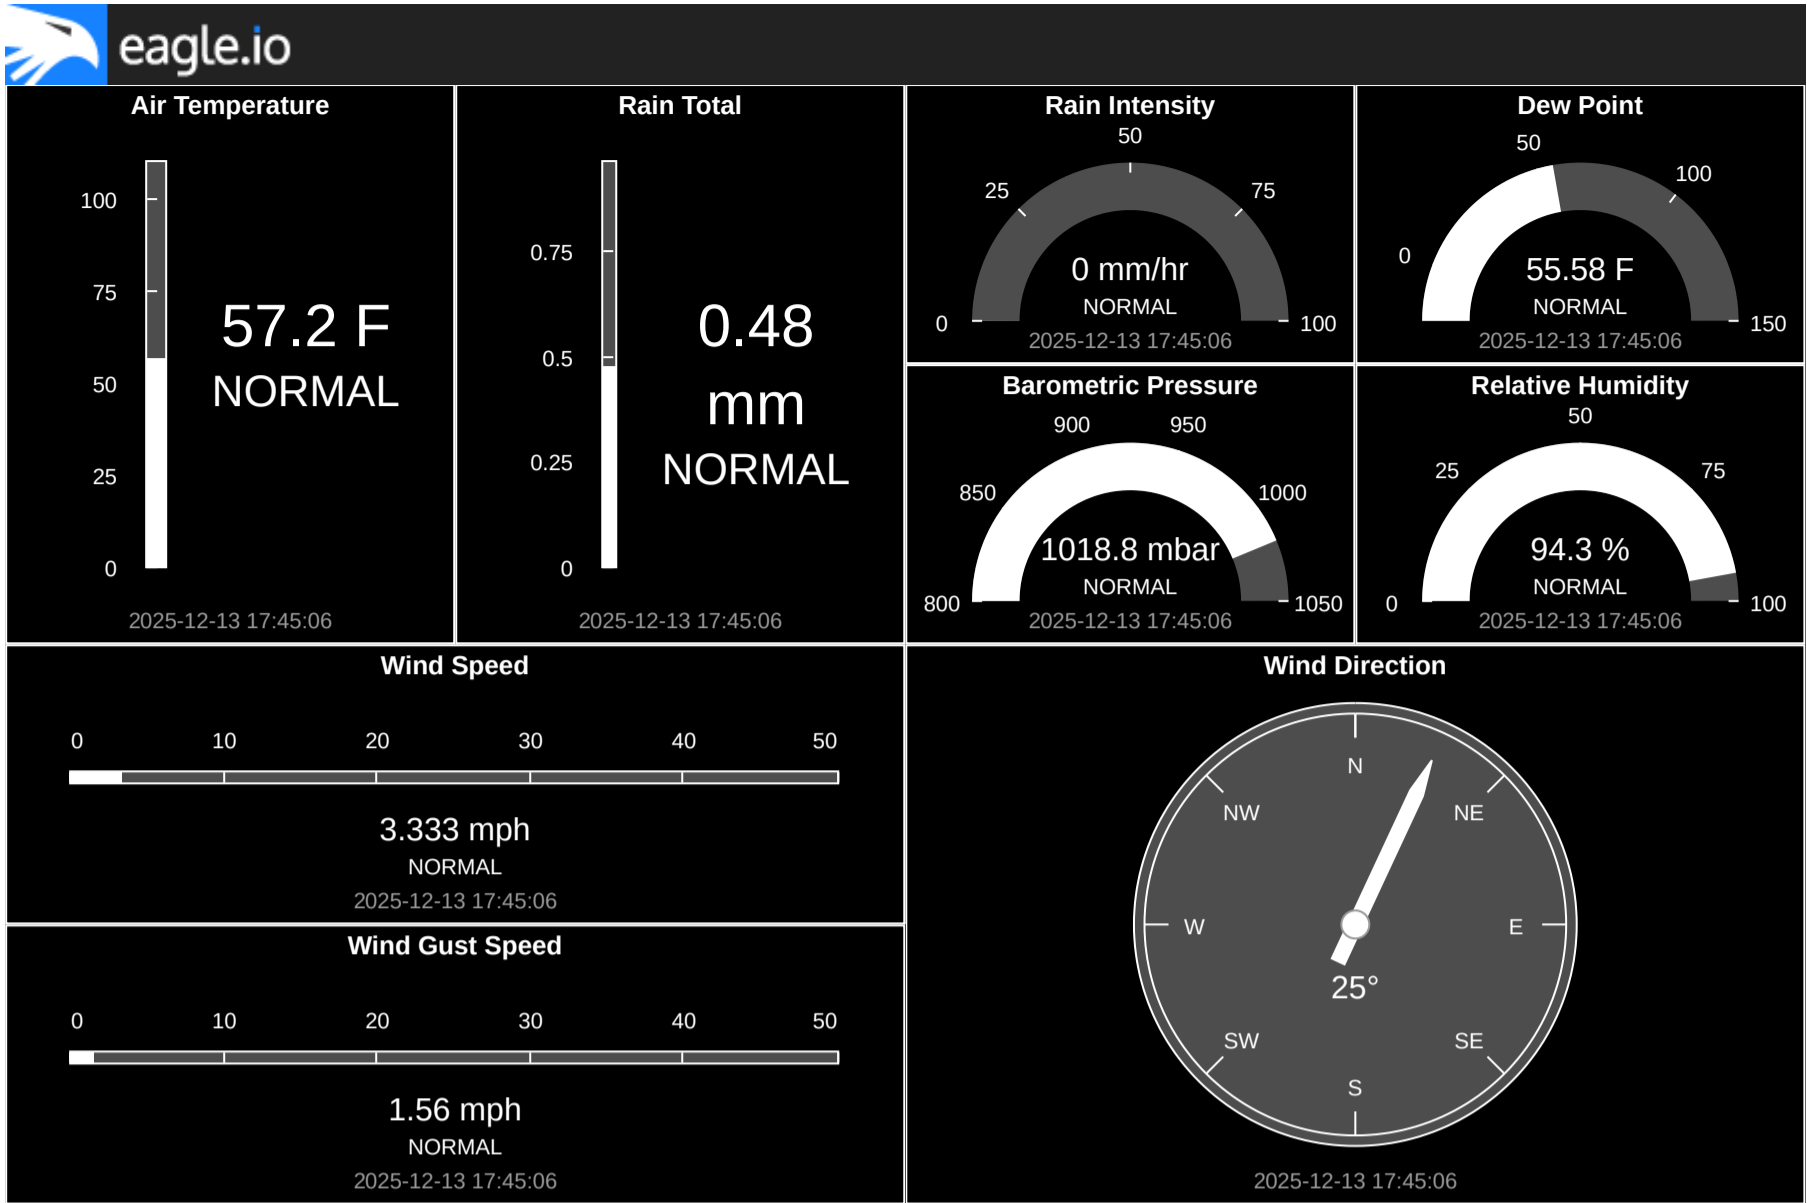 eagle.io
Air Temperature
100
75
50
25
0
57.2 F
NORMAL
2025-12-13 17:45:06
Rain Total
0.75
0.5
0.25
0
0.48
mm
NORMAL
2025-12-13 17:45:06
Rain Intensity
0
25
50
75
100
0 mm/hr
NORMAL
2025-12-13 17:45:06
Dew Point
0
50
100
150
55.58 F
NORMAL
2025-12-13 17:45:06
Barometric Pressure
800
850
900
950
1000
1050
1018.8 mbar
NORMAL
2025-12-13 17:45:06
Relative Humidity
0
25
50
75
100
94.3 %
NORMAL
2025-12-13 17:45:06
Wind Speed
0 10 20 30 40 50
3.333 mph
NORMAL
2025-12-13 17:45:06
Wind Gust Speed
0 10 20 30 40 50
1.56 mph
NORMAL
2025-12-13 17:45:06
Wind Direction
N
NW NE
W E
25°
SW SE
S
2025-12-13 17:45:06